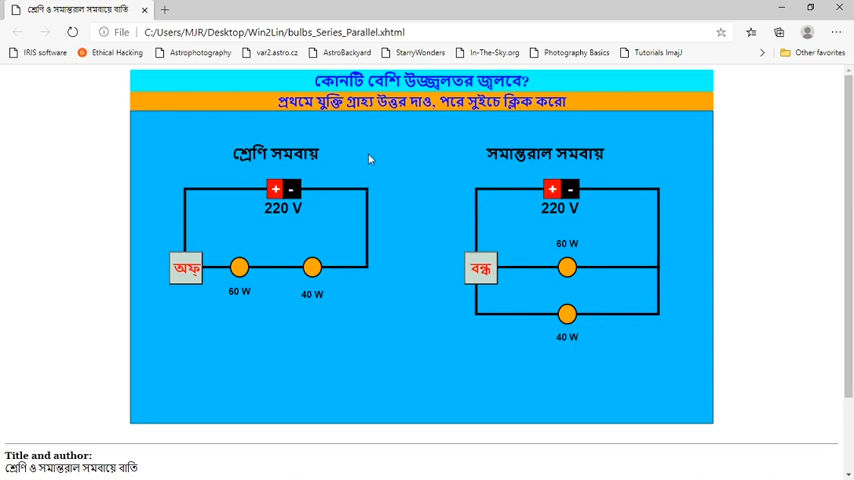 শ্রেণি ও সমান্তরাল সমবায়ে বাতি
File
C:/Users/MJR/Desktop/Win2Lin/bulbs_Series_Parallel.xhtml
IRIS software
Ethical Hacking
Astrophotography
var2.astro.cz
AstroBackyard
StarryWonders
In-The-Sky.org
Photography Basics
Tutorials ImajJ
Other favorites
কোনটি বেশি উজ্জ্বলতর জ্বলবে?
প্রথমে যুক্তি গ্রাহ্য উত্তর দাও, পরে সুইচে ক্লিক করো
শ্রেণি সমবায়
সমান্তরাল সমবায়
+ -
220 V
+ -
220 V
60 W
অফ্
বন্ধ
60 W
40 W
40 W
Title and author:
শ্রেণি ও সমান্তরাল সমবায়ে বাতি